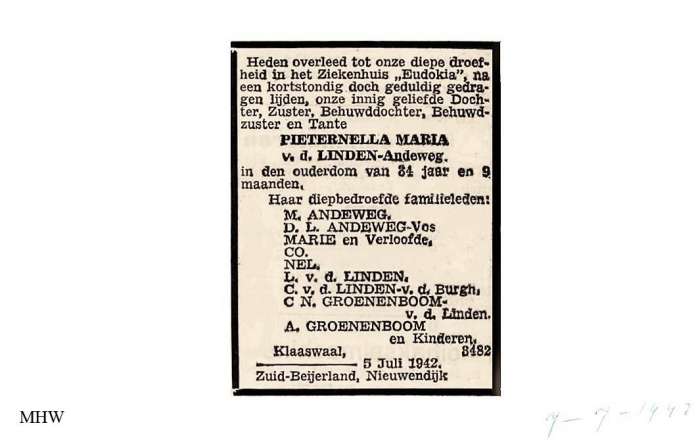 Heden overleed tot onze diepe droef-
heid in het Ziekenhuis „Eudokia”, na
een kortstondig doch geduldig gedra-
gen lijden, onze innig geliefde Doch-
ter, Zuster, Behuwddochter, Behuwd-
zuster en Tante
PIETERNELLA MARIA
v. d. LINDEN-Andeweg.
in den ouderdom van 34 jaar en 9
maanden.
Haar diepbedroefde familieleden:
M. ANDEWEG.
D. L. ANDEWEG-Vos
MARIE en Verloofde.
CO.
NEL.
L. v. d. LINDEN.
C. v. d. LINDEN-v. d. Burgh.
C N. GROENENBOOM-
v. d. Linden.
A. GROENENBOOM
en Kinderen.
Klaaswaal, 3482
5 Juli 1942.
Zuid-Beijerland, Nieuwendijk
MHW
7-7-1942